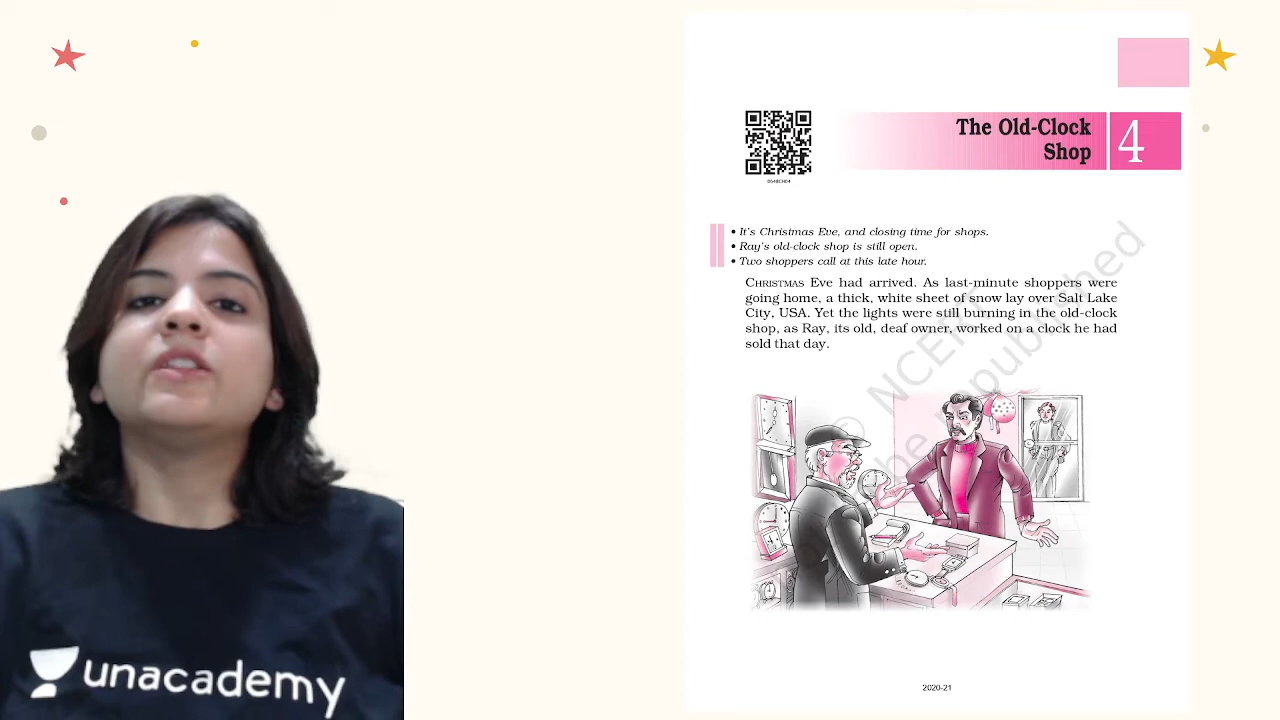 The Old-Clock
Shop
4
0648CH04
• It's Christmas Eve, and closing time for shops.
• Ray's old-clock shop is still open.
• Two shoppers call at this late hour.
CHRISTMAS Eve had arrived. As last-minute shoppers were
going home, a thick, white sheet of snow lay over Salt Lake
City, USA. Yet the lights were still burning in the old-clock
shop, as Ray, its old, deaf owner, worked on a clock he had
sold that day.
© NCERT
be republished
2020-21
unacademy